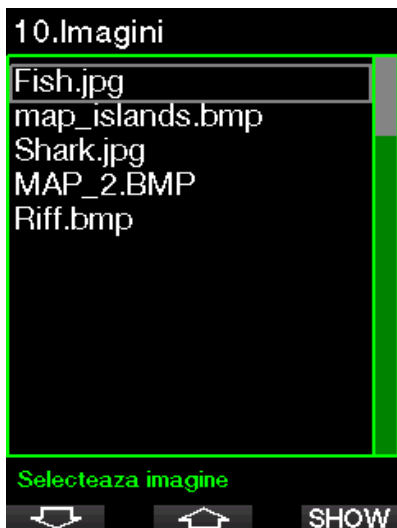 10.Imagini
Fish.jpg
map_islands.bmp
Shark.jpg
MAP_2.BMP
Riff.bmp
Selecteaza imagine
SHOW